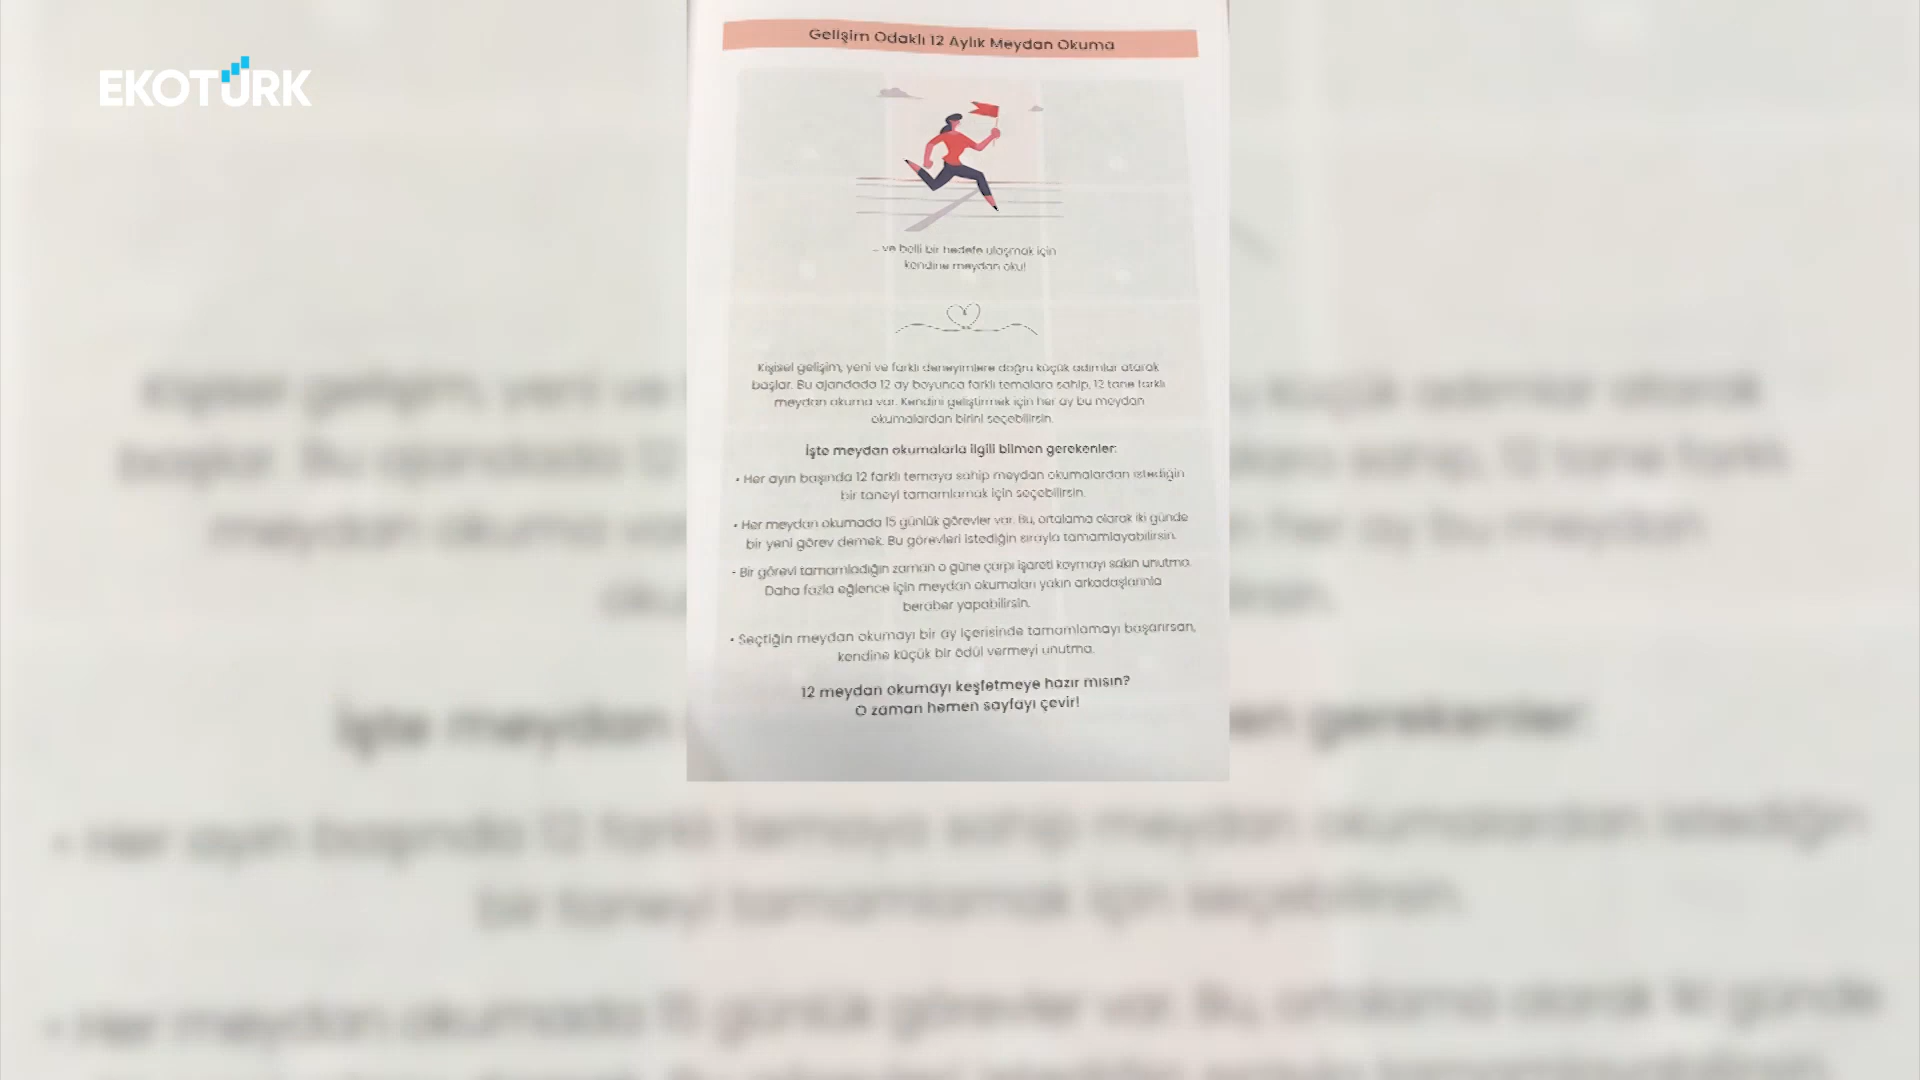 EKOTÜRK
Gelişim Odaklı 12 Aylık Meydan Okuma
... ve belli bir hedefe ulaşmak için
kendine meydan oku!
Kişisel gelişim, yeni ve farklı deneyimlere doğru küçük adımlar atarak
başlar. Bu ajandada 12 ay boyunca farklı temalara sahip, 12 tane farklı
meydan okuma var. Kendini geliştirmek için her ay bu meydan
okumalardan birini seçebilirsin.
İşte meydan okumalarla ilgili bilmen gerekenler:
• Her ayın başında 12 farklı temaya sahip meydan okumalardan istediğin
bir taneyi tamamlamak için seçebilirsin.
• Her meydan okumada 15 günlük görevler var. Bu, ortalama olarak iki günde
bir yeni görev demek. Bu görevleri istediğin sırayla tamamlayabilirsin.
• Bir görevi tamamladığın zaman o güne çarpı işareti koymayı sakın unutma.
Daha fazla eğlence için meydan okumaları yakın arkadaşlarınla
beraber yapabilirsin.
• Seçtiğin meydan okumayı bir ay içerisinde tamamlamayı başarırsan,
kendine küçük bir ödül vermeyi unutma.
12 meydan okumayı keşfetmeye hazır mısın?
O zaman hemen sayfayı çevir!